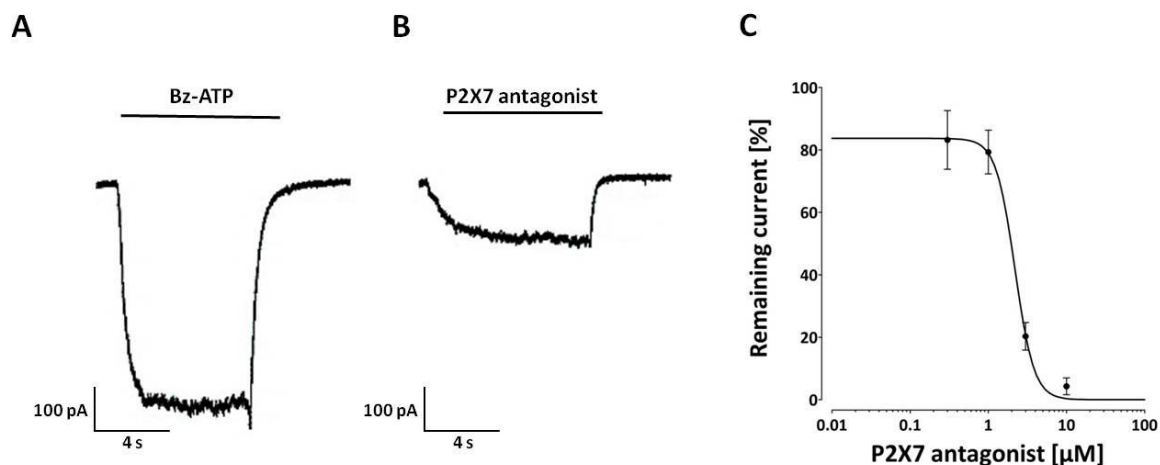 A
B
C
Bz-ATP
P2X7 antagonist
100 pA
4 s
100 pA
4 s
Remaining current [%]
100
80
60
40
20
0
0.01
0.1
1
10
100
P2X7 antagonist [µM]